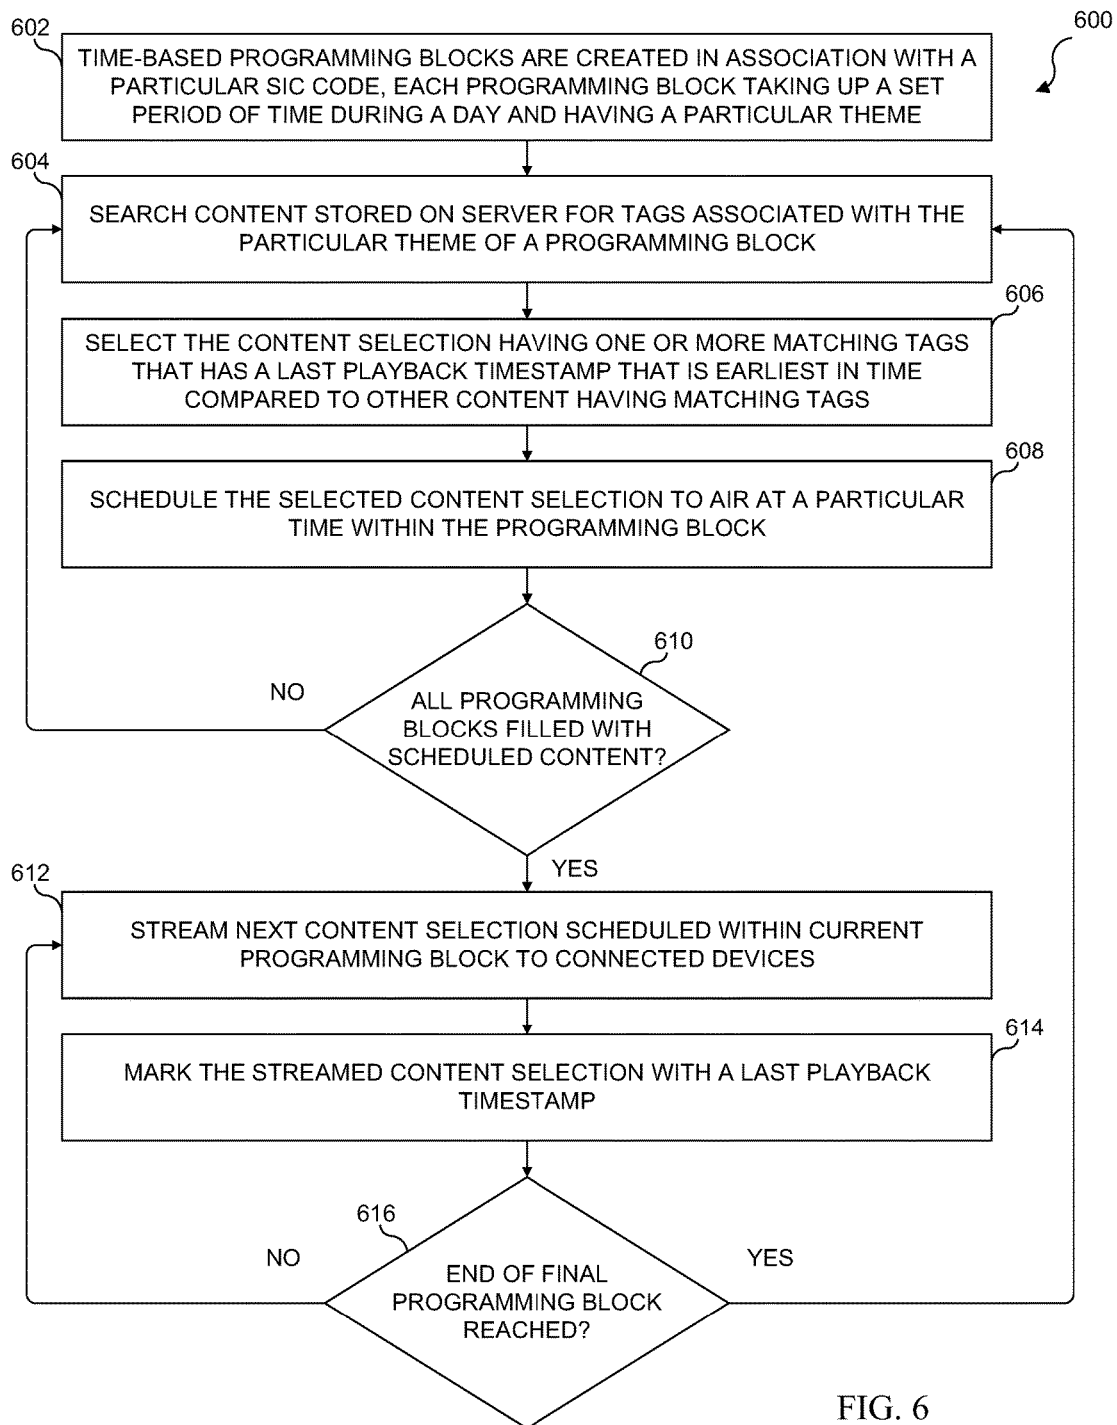 600
602
TIME-BASED PROGRAMMING BLOCKS ARE CREATED IN ASSOCIATION WITH A
PARTICULAR SIC CODE, EACH PROGRAMMING BLOCK TAKING UP A SET
PERIOD OF TIME DURING A DAY AND HAVING A PARTICULAR THEME
604
SEARCH CONTENT STORED ON SERVER FOR TAGS ASSOCIATED WITH THE
PARTICULAR THEME OF A PROGRAMMING BLOCK
606
SELECT THE CONTENT SELECTION HAVING ONE OR MORE MATCHING TAGS
THAT HAS A LAST PLAYBACK TIMESTAMP THAT IS EARLIEST IN TIME
COMPARED TO OTHER CONTENT HAVING MATCHING TAGS
608
SCHEDULE THE SELECTED CONTENT SELECTION TO AIR AT A PARTICULAR
TIME WITHIN THE PROGRAMMING BLOCK
610
NO
ALL PROGRAMMING
BLOCKS FILLED WITH
SCHEDULED CONTENT?
YES
612
STREAM NEXT CONTENT SELECTION SCHEDULED WITHIN CURRENT
PROGRAMMING BLOCK TO CONNECTED DEVICES
614
MARK THE STREAMED CONTENT SELECTION WITH A LAST PLAYBACK
TIMESTAMP
616
NO
YES
END OF FINAL
PROGRAMMING BLOCK
REACHED?
FIG. 6